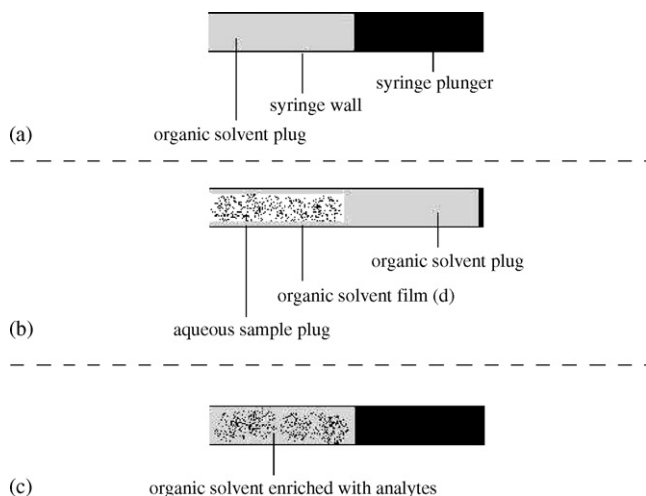 syringe plunger
syringe wall
(a) organic solvent plug
organic solvent plug
organic solvent film (d)
(b) aqueous sample plug
(c) organic solvent enriched with analytes